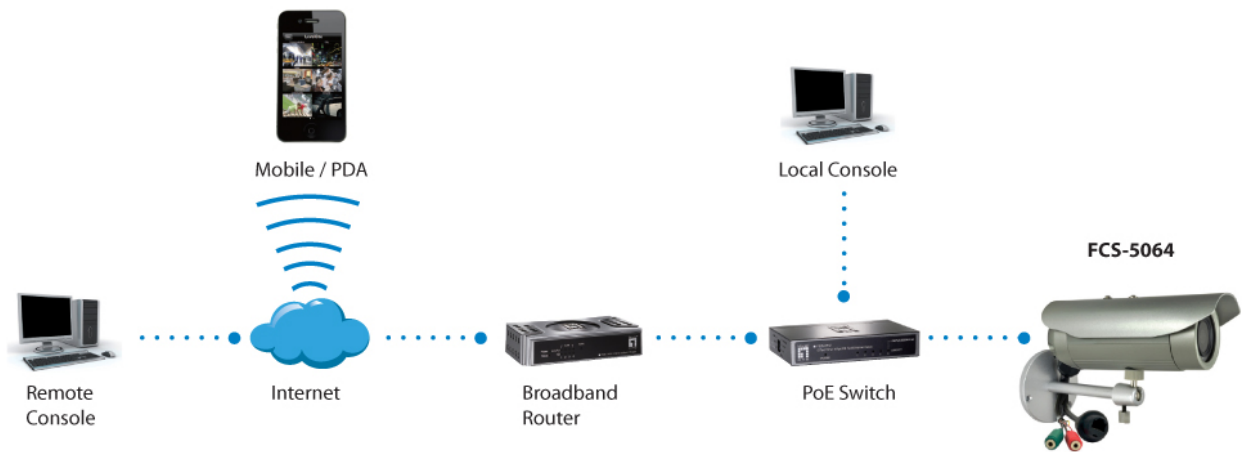 Mobile / PDA
Local Console
FCS-5064
Remote
Console
Internet
Broadband
Router
PoE Switch